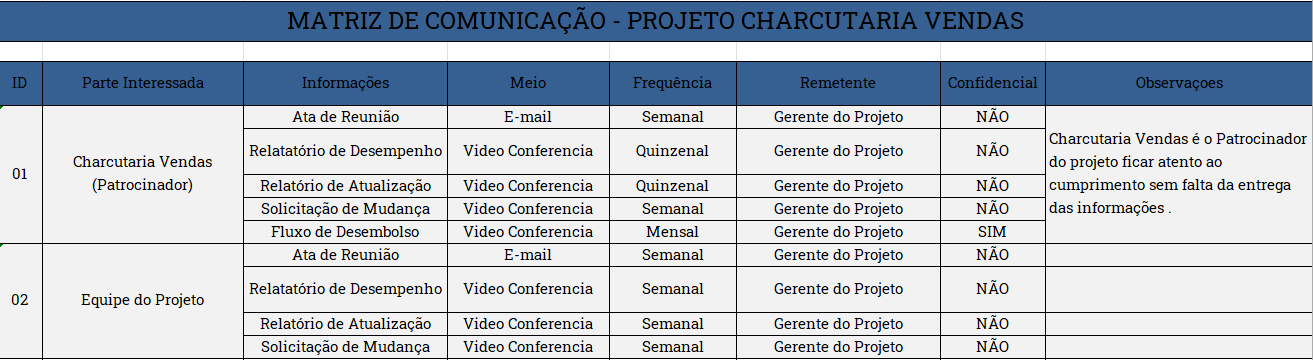 MATRIZ DE COMUNICAÇÃO - PROJETO CHARCUTARIA VENDAS
ID Parte Interessada Informações Meio Frequência Remetente Confidencial Observaçoes
01 Charcutaria Vendas
(Patrocinador)
Ata de Reunião E-mail Semanal Gerente do Projeto NÃO
Relatatório de Desempenho Video Conferencia Quinzenal Gerente do Projeto NÃO
Relatório de Atualização Video Conferencia Quinzenal Gerente do Projeto NÃO
Solicitação de Mudança Video Conferencia Semanal Gerente do Projeto NÃO
Fluxo de Desembolso Video Conferencia Mensal Gerente do Projeto SIM
Charcutaria Vendas é o Patrocinador
do projeto ficar atento ao
cumprimento sem falta da entrega
das informações .
02 Equipe do Projeto
Ata de Reunião E-mail Semanal Gerente do Projeto NÃO
Relatatório de Desempenho Video Conferencia Semanal Gerente do Projeto NÃO
Relatório de Atualização Video Conferencia Semanal Gerente do Projeto NÃO
Solicitação de Mudança Video Conferencia Semanal Gerente do Projeto NÃO